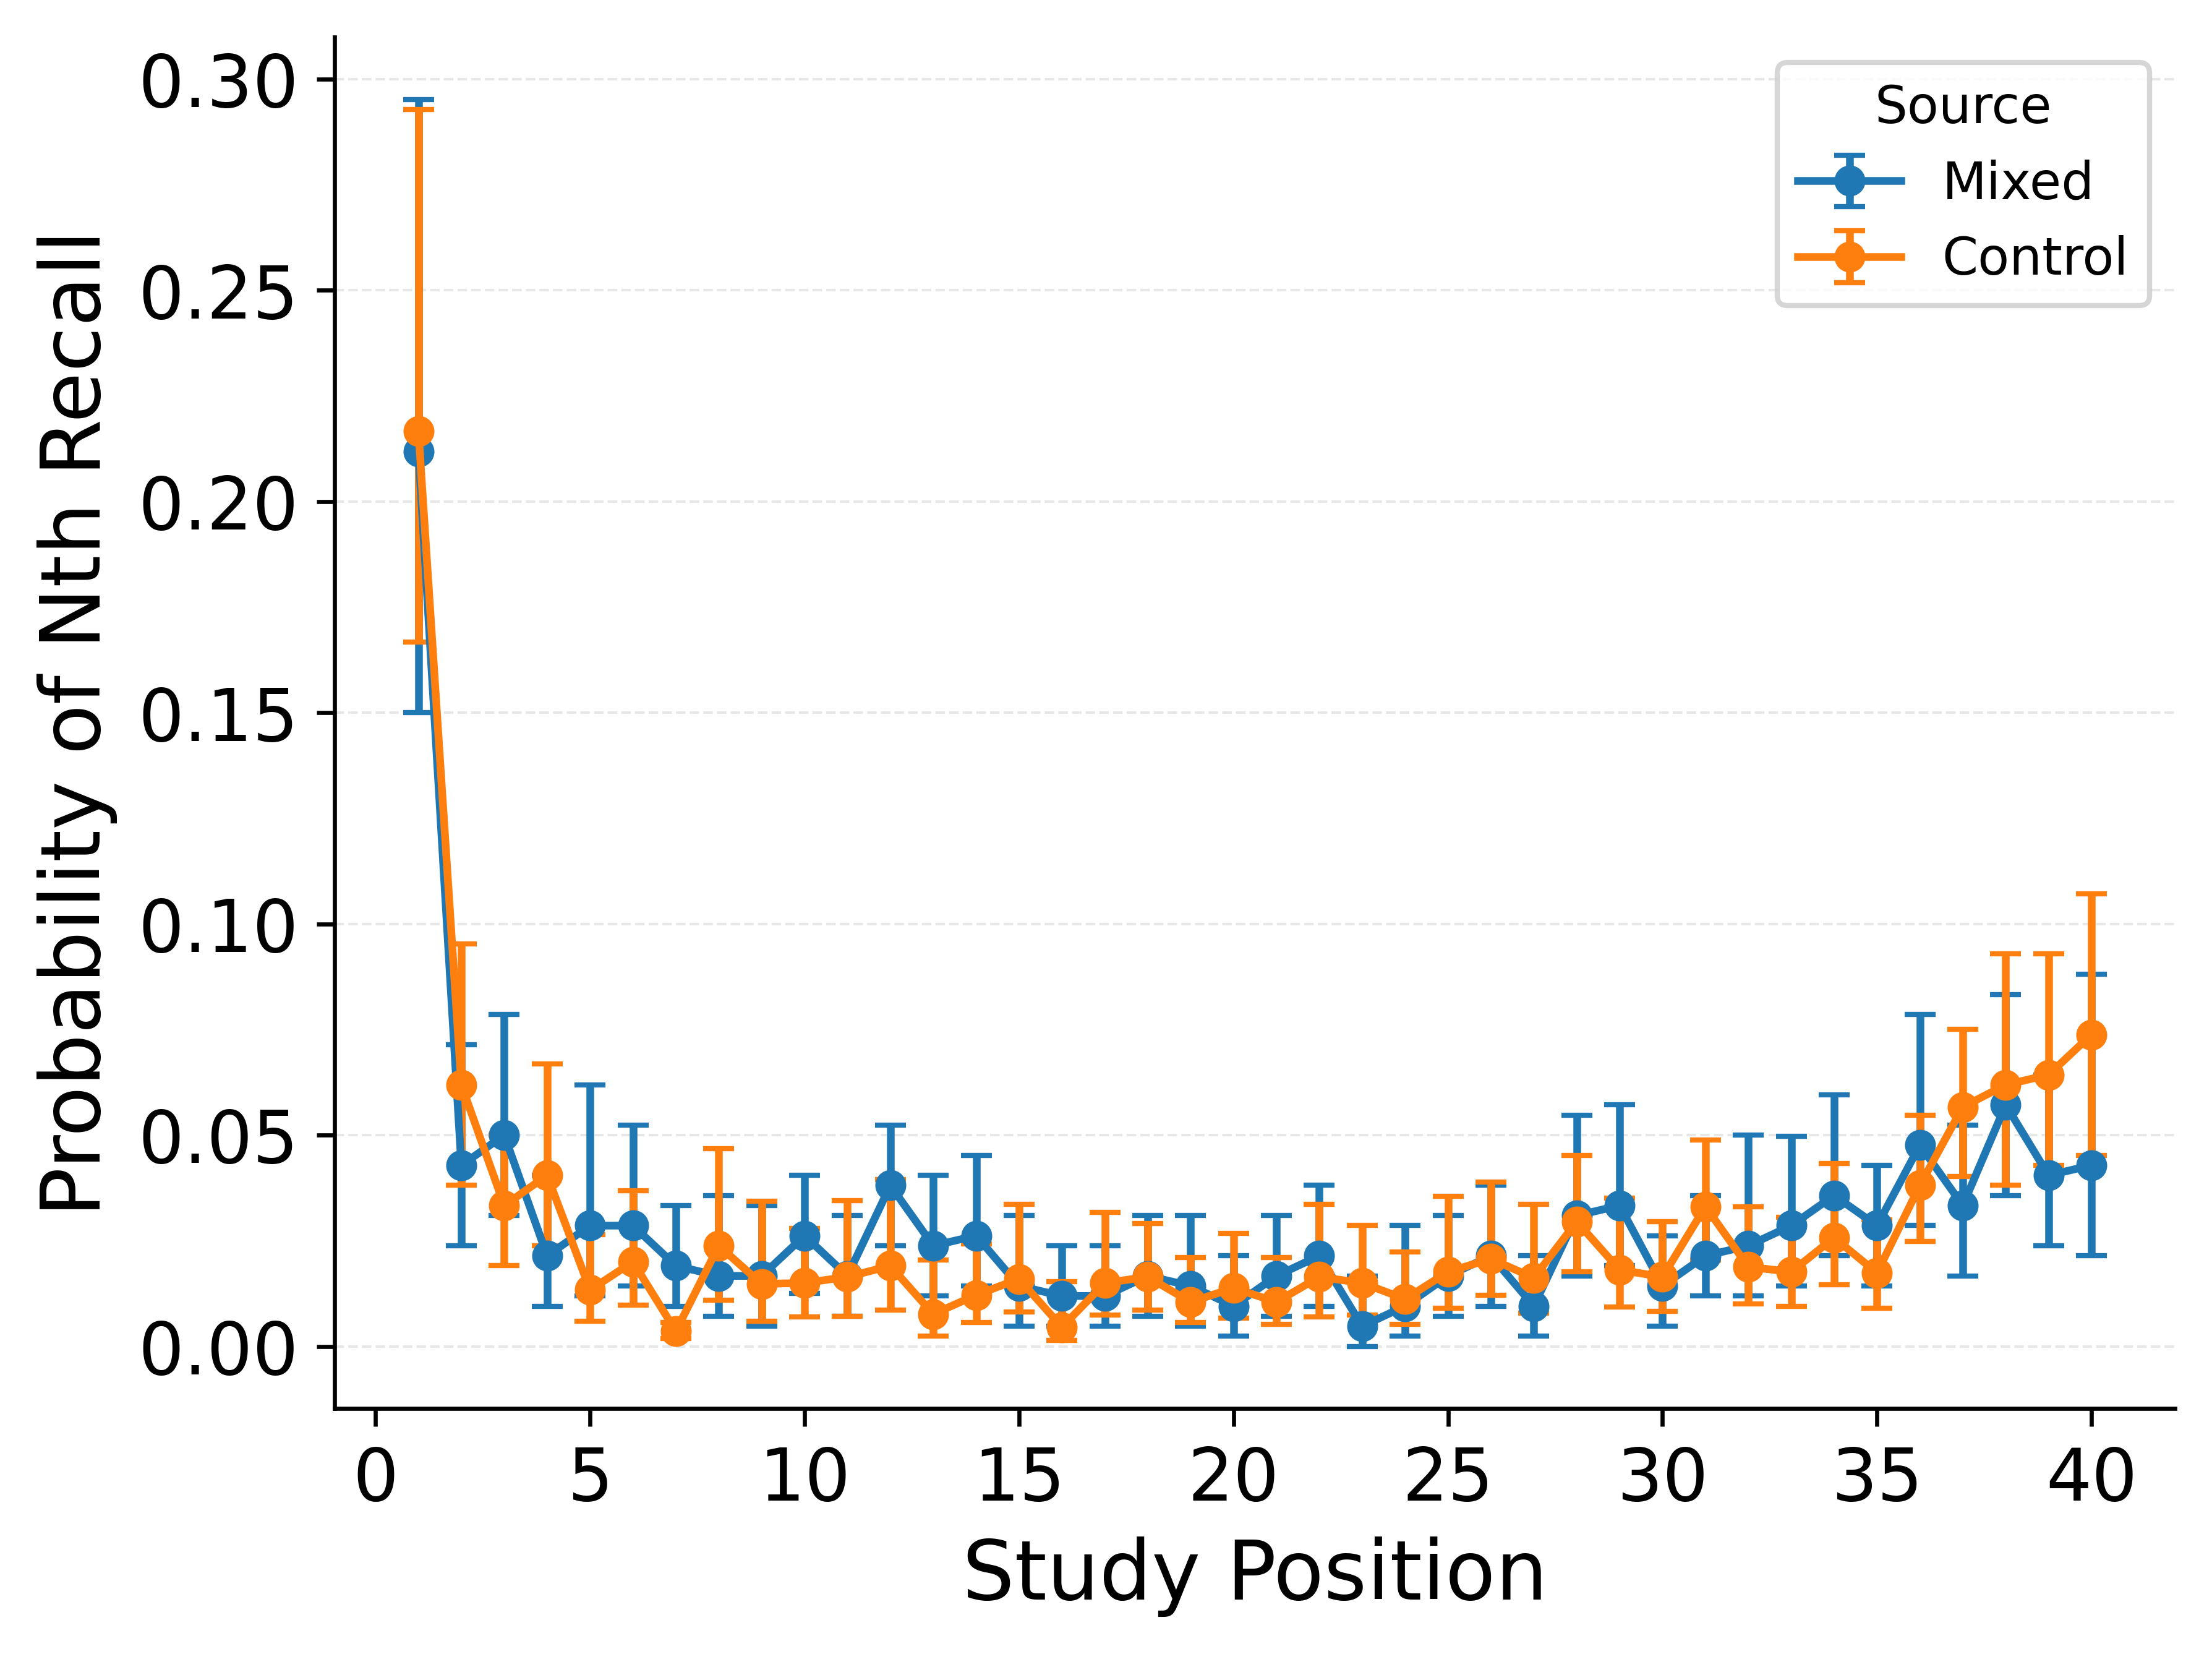 0.30
0.25
0.20
0.15
0.10
0.05
0.00
Probability of Nth Recall
Source
Mixed
Control
0 5 10 15 20 25 30 35 40
Study Position